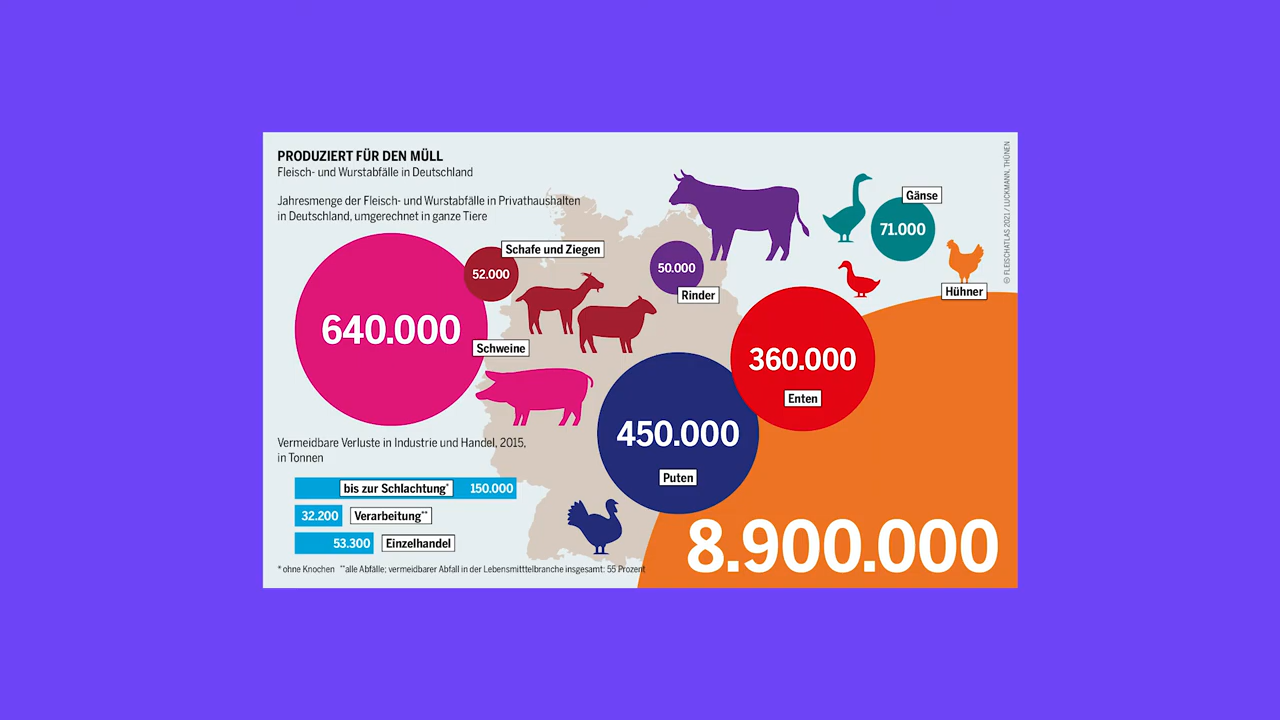 PRODUZIERT FÜR DEN MÜLL
Fleisch- und Wurstabfälle in Deutschland
Jahresmenge der Fleisch- und Wurstabfälle in Privathaushalten
in Deutschland, umgerechnet in ganze Tiere
Gänse
71.000
Schafe und Ziegen
52.000
50.000
Rinder
Hühner
640.000
Schweine
360.000
Enten
450.000
Puten
8.900.000
Vermeidbare Verluste in Industrie und Handel, 2015,
in Tonnen
bis zur Schlachtung* 150.000
32.200 Verarbeitung**
53.300 Einzelhandel
* ohne Knochen **alle Abfälle; vermeidbarer Abfall in der Lebensmittelbranche insgesamt: 55 Prozent
© FLEISCHATLAS 2021 / LUCKMANN, THÜNEN